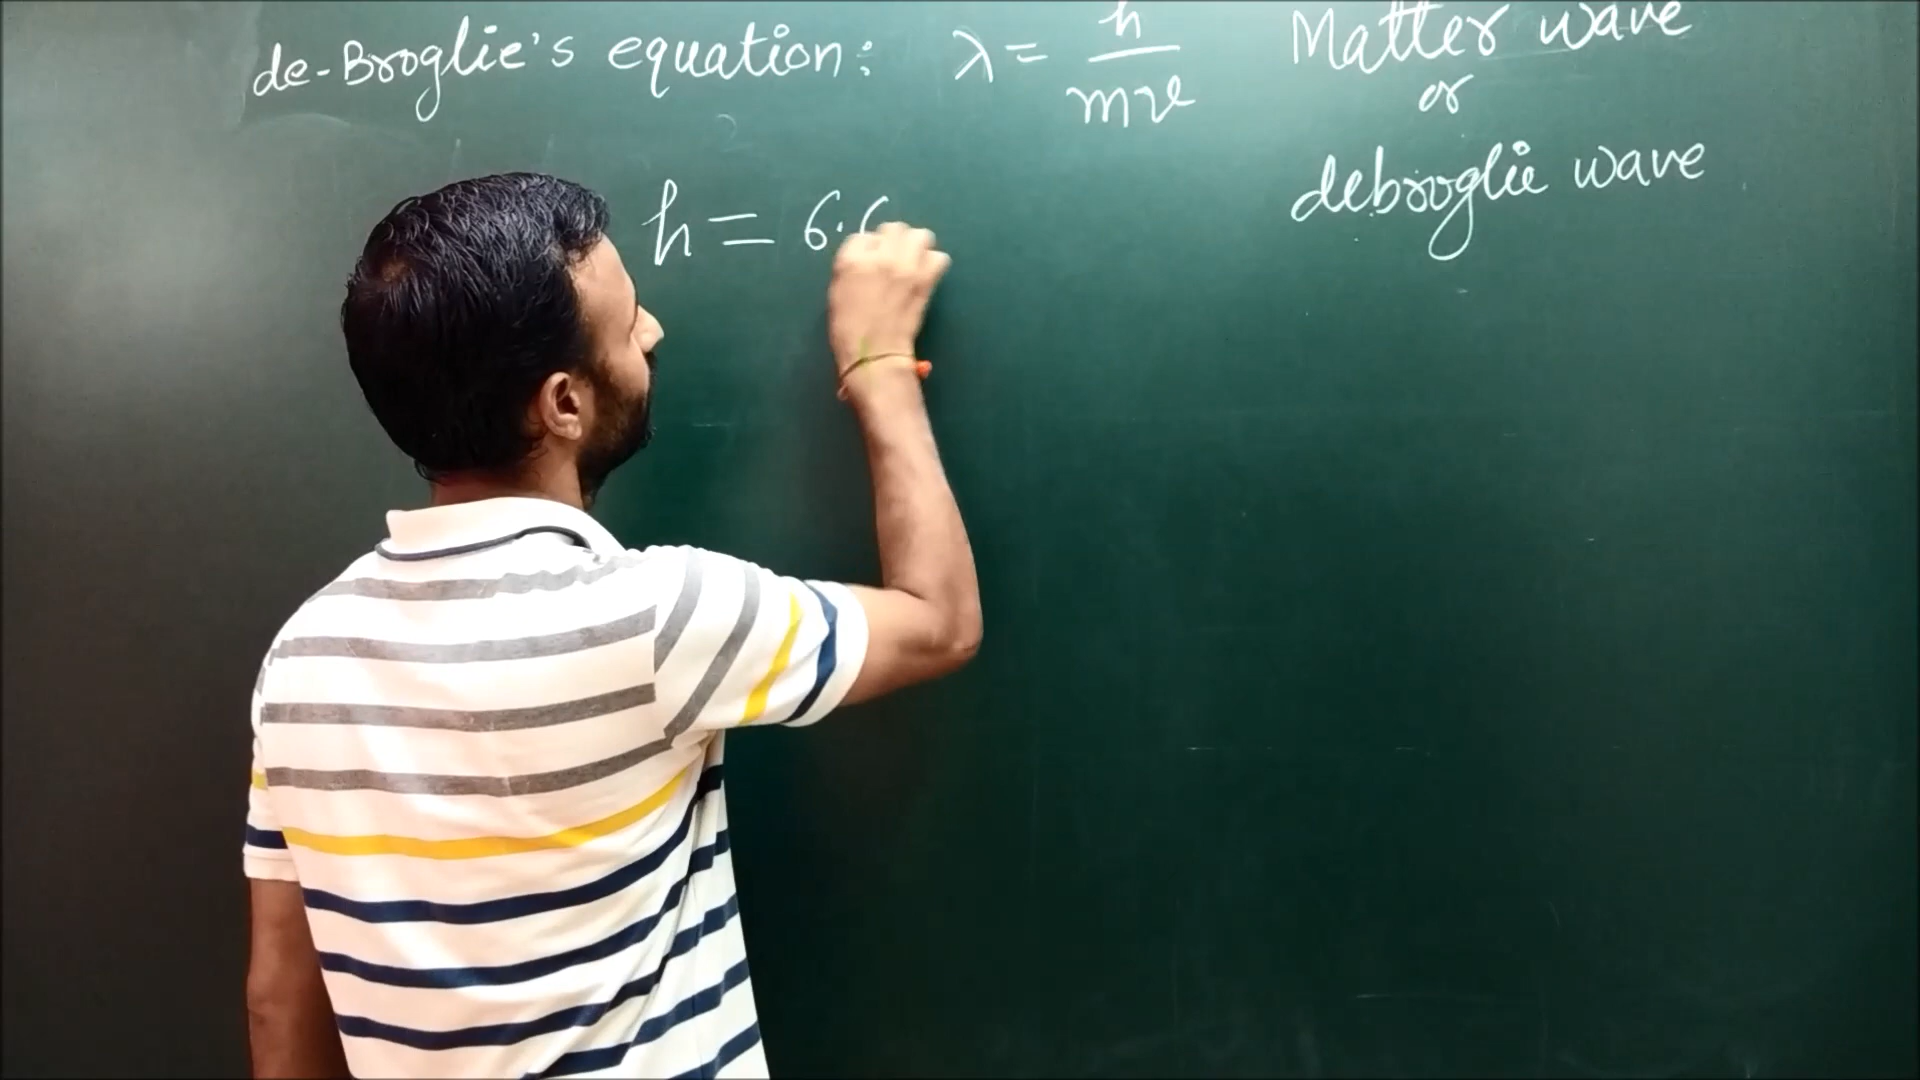 de-Broglie's equation: λ = h/mv
Matter wave
or
debroglie wave
h = 6.6